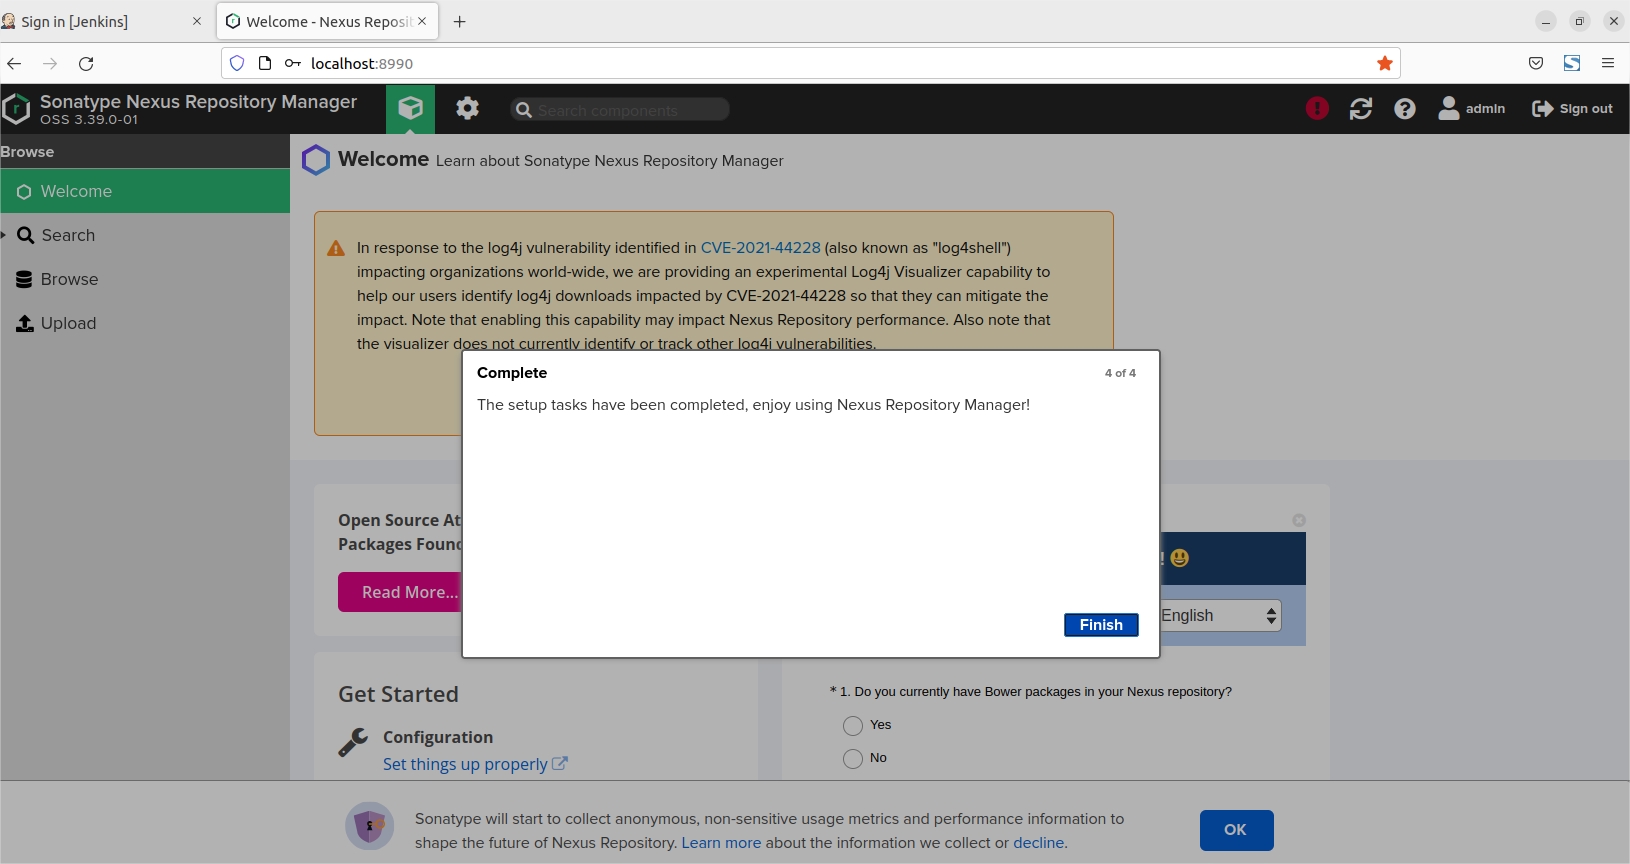 Sign in [Jenkins]
Welcome - Nexus Reposit
localhost:8990
Sonatype Nexus Repository Manager
OSS 3.39.0-01
Search components
admin
Sign out
Browse
Welcome
Search
Browse
Upload
Welcome Learn about Sonatype Nexus Repository Manager
In response to the log4j vulnerability identified in CVE-2021-44228 (also known as "log4shell")
impacting organizations world-wide, we are providing an experimental Log4j Visualizer capability to
help our users identify log4j downloads impacted by CVE-2021-44228 so that they can mitigate the
impact. Note that enabling this capability may impact Nexus Repository performance. Also note that
the visualizer does not currently identify or track other log4j vulnerabilities.
Complete
4 of 4
The setup tasks have been completed, enjoy using Nexus Repository Manager!
Finish
Open Source At
Packages Foun
Read More...
! 😃
English
Get Started
Configuration
Set things up properly
* 1. Do you currently have Bower packages in your Nexus repository?
Yes
No
Sonatype will start to collect anonymous, non-sensitive usage metrics and performance information to
shape the future of Nexus Repository. Learn more about the information we collect or decline.
OK